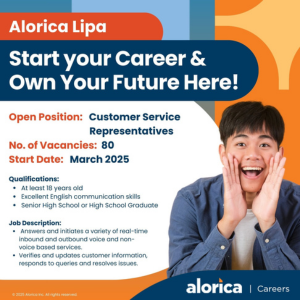 Alorica Lipa
Start your Career &
Own Your Future Here!
Open Position: Customer Service
Representatives
No. of Vacancies: 80
Start Date: March 2025
Qualifications:
• At least 18 years old
• Excellent English communication skills
• Senior High School or High School Graduate
Job Description:
• Answers and initiates a variety of real-time
inbound and outbound voice and non-
voice based services.
• Verifies and updates customer information,
responds to queries and resolves issues.
alorica | Careers
© 2025 Alorica Inc. All rights reserved.